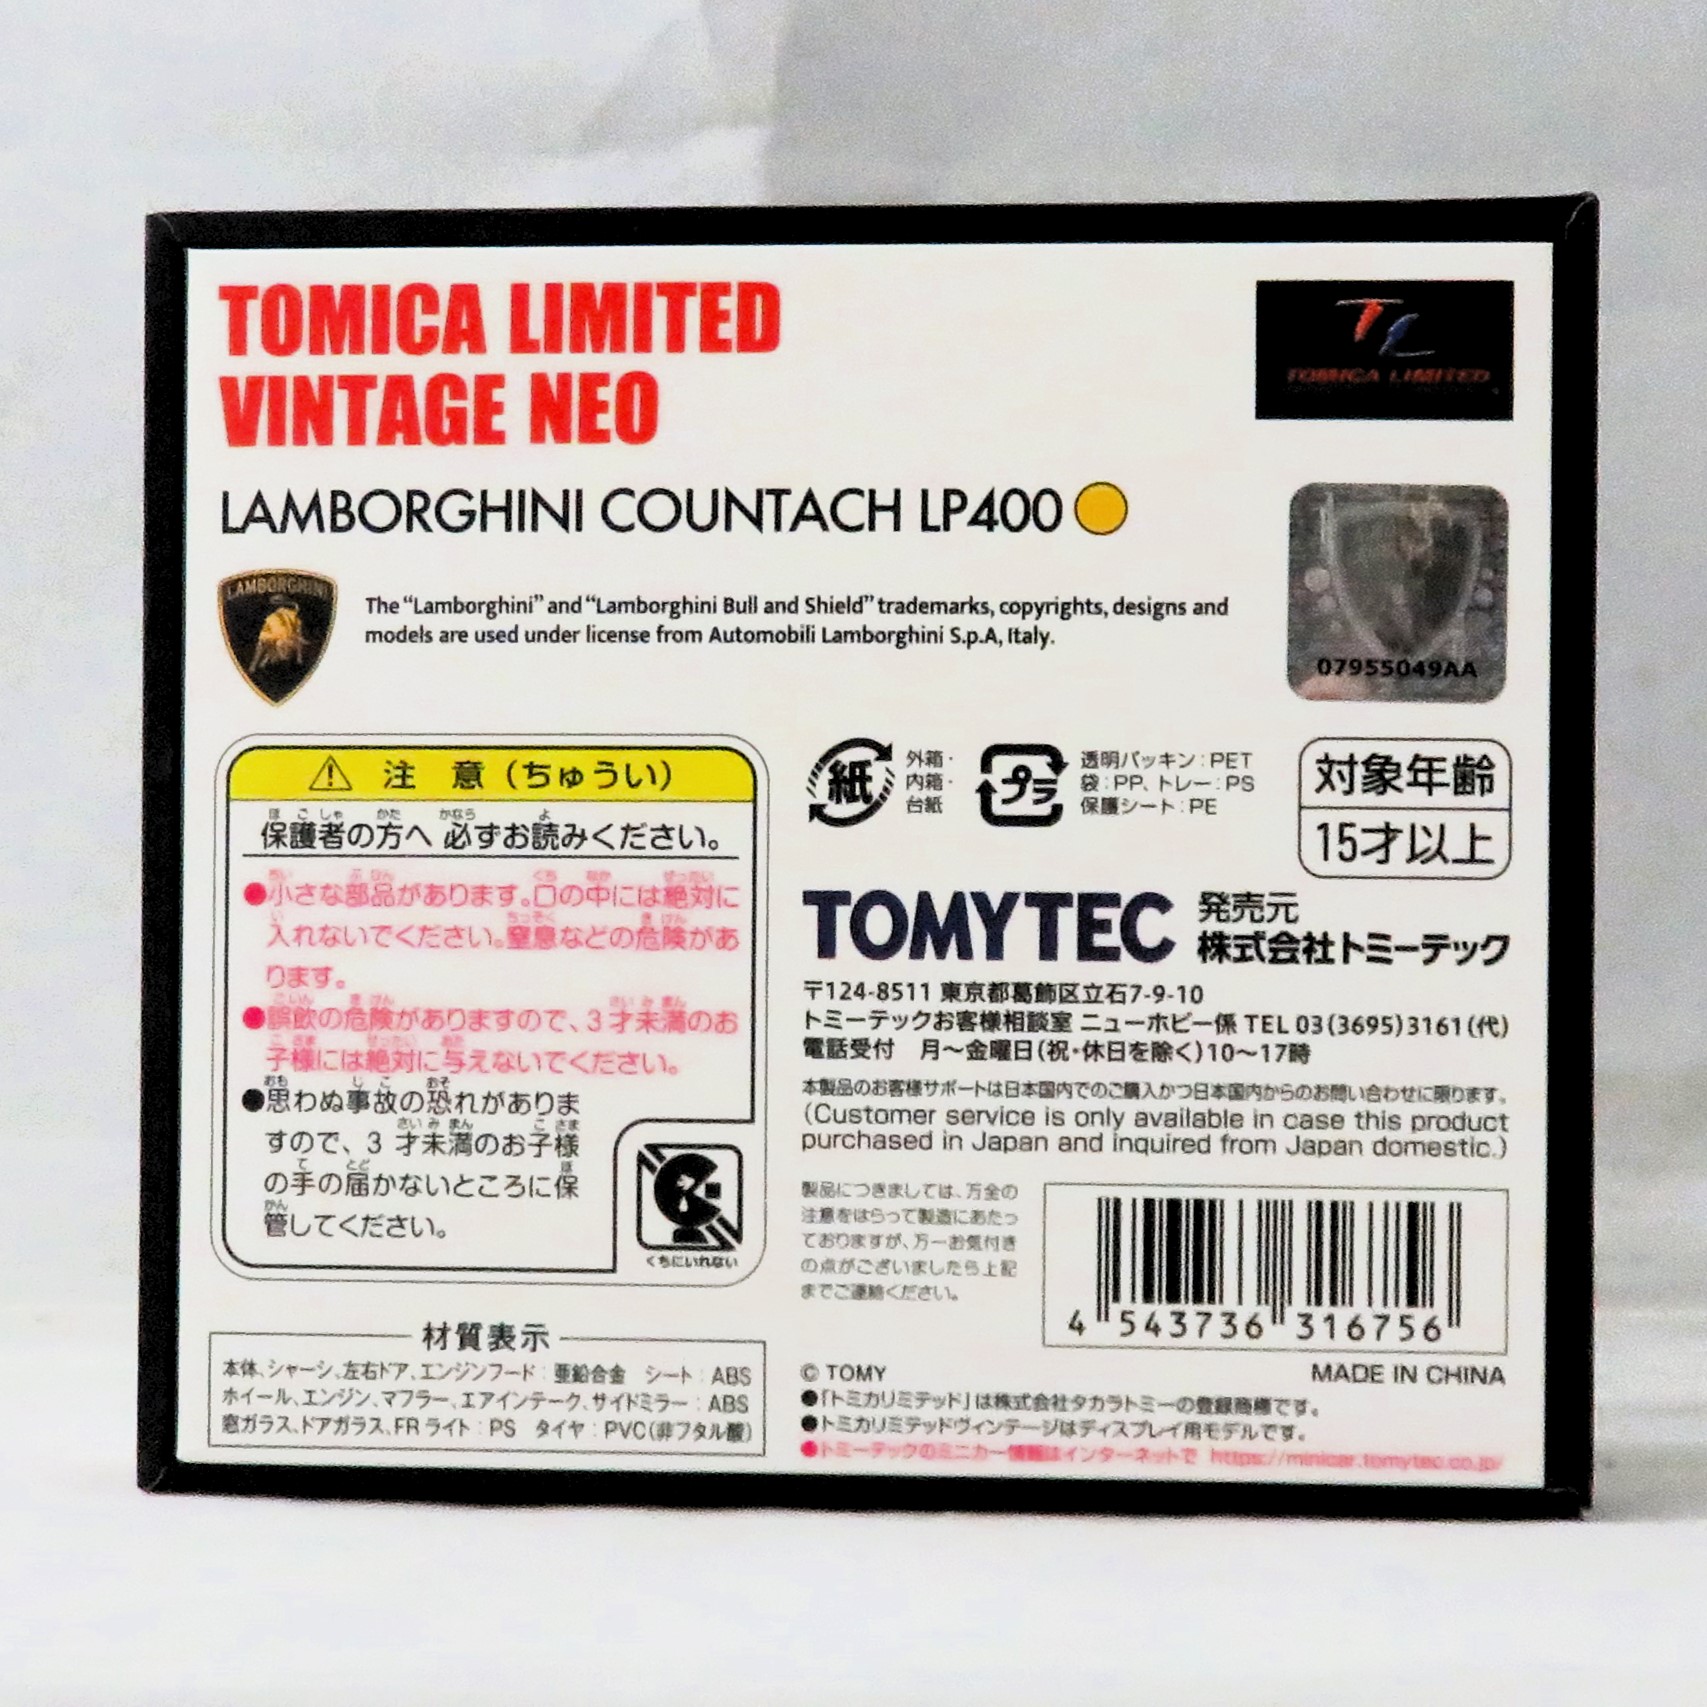 TOMICA LIMITED
VINTAGE NEO
TOMICA LIMITED
LAMBORGHINI COUNTACH LP400
LAMBORGHINI
The “Lamborghini” and “Lamborghini Bull and Shield” trademarks, copyrights, designs and
models are used under license from Automobili Lamborghini S.p.A, Italy.
07955049AA
注 意（ちゅうい）
保護者の方へ 必ずお読みください。
●小さな部品があります。口の中には絶対に
入れないでください。窒息などの危険があ
ります。
●誤飲の危険がありますので、3才未満のお
子様には絶対に与えないでください。
●思わぬ事故の恐れがありま
すので、3才未満のお子様
の手の届かないところに保
管してください。
くちにいれない
材質表示
本体、シャーシ、左右ドア、エンジンフード：亜鉛合金 シート：ABS
ホイール、エンジン、マフラー、エアインテーク、サイドミラー：ABS
窓ガラス、ドアガラス、FRライト：PS タイヤ：PVC（非フタル酸）
紙
外箱・
内箱・
台紙
プラ
透明パッキン：PET
袋：PP、トレー：PS
保護シート：PE
対象年齢
15才以上
TOMYTEC
発売元
株式会社トミーテック
〒124-8511 東京都葛飾区立石7-9-10
トミーテックお客様相談室 ニューホビー係 TEL 03(3695)3161(代)
電話受付 月～金曜日(祝・休日を除く)10～17時
本製品のお客様サポートは日本国内でのご購入かつ日本国内からのお問い合わせに限ります。
(Customer service is only available in case this product
purchased in Japan and inquired from Japan domestic.)
製品につきましては、万全の
注意をはらって製造にあたっ
ておりますが、万一お気付き
の点がございましたら上記
までご連絡ください。
4 543736 316756
© TOMY
MADE IN CHINA
●「トミカリミテッド」は株式会社タカラトミーの登録商標です。
●トミカリミテッドヴィンテージはディスプレイ用モデルです。
●トミーテックのミニカー情報はインターネットで https://minicar.tomytec.co.jp/